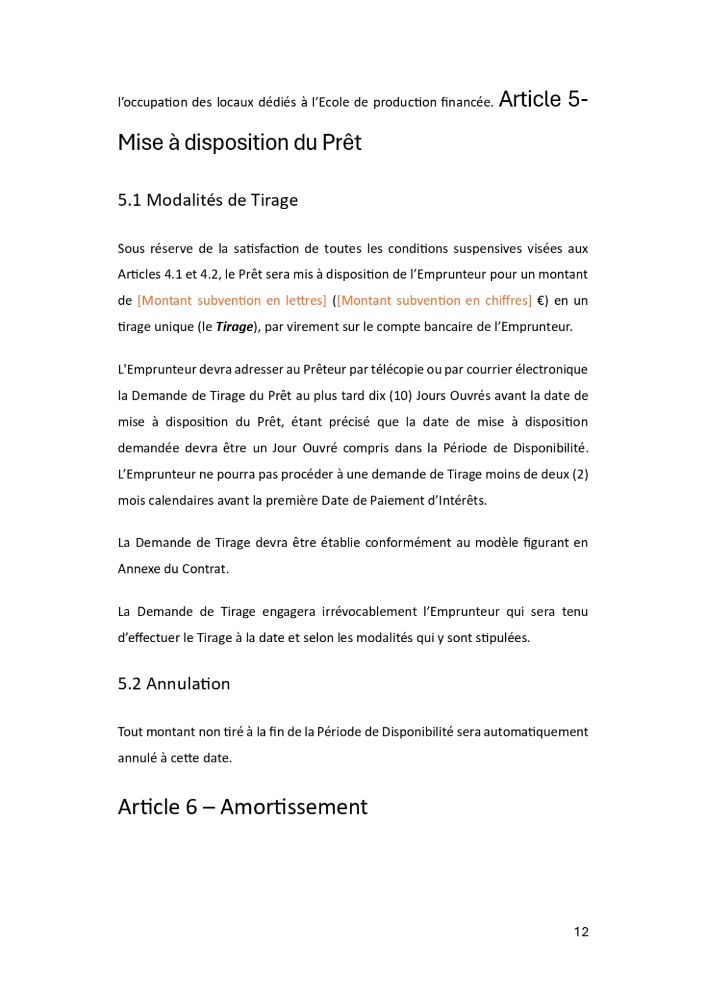 l’occupation des locaux dédiés à l’Ecole de production financée. Article 5-
Mise à disposition du Prêt
5.1 Modalités de Tirage
Sous réserve de la satisfaction de toutes les conditions suspensives visées aux
Articles 4.1 et 4.2, le Prêt sera mis à disposition de l’Emprunteur pour un montant
de [Montant subvention en lettres] ([Montant subvention en chiffres] €) en un
tirage unique (le Tirage), par virement sur le compte bancaire de l’Emprunteur.
L'Emprunteur devra adresser au Prêteur par télécopie ou par courrier électronique
la Demande de Tirage du Prêt au plus tard dix (10) Jours Ouvrés avant la date de
mise à disposition du Prêt, étant précisé que la date de mise à disposition
demandée devra être un Jour Ouvré compris dans la Période de Disponibilité.
L’Emprunteur ne pourra pas procéder à une demande de Tirage moins de deux (2)
mois calendaires avant la première Date de Paiement d’Intérêts.
La Demande de Tirage devra être établie conformément au modèle figurant en
Annexe du Contrat.
La Demande de Tirage engagera irrévocablement l’Emprunteur qui sera tenu
d’effectuer le Tirage à la date et selon les modalités qui y sont stipulées.
5.2 Annulation
Tout montant non tiré à la fin de la Période de Disponibilité sera automatiquement
annulé à cette date.
Article 6 – Amortissement
12